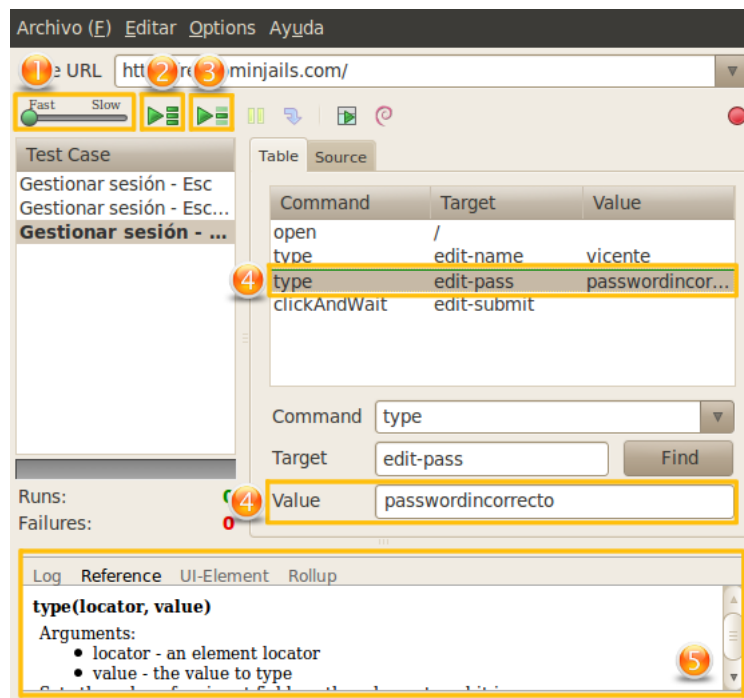 Archivo (F) Editar Options Ayuda
1 URL 2 3 minjails.com/
Fast Slow
Test Case
Gestionar sesión - Esc
Gestionar sesión - Esc...
Gestionar sesión - ...
Table Source
Command Target Value
open /
type edit-name vicente
4 type edit-pass passwordincor...
clickAndWait edit-submit
Command type
Target edit-pass Find
4 Value passwordincorrecto
Runs:
Failures: 0
Log Reference UI-Element Rollup
type(locator, value)
Arguments:
• locator - an element locator
• value - the value to type
5